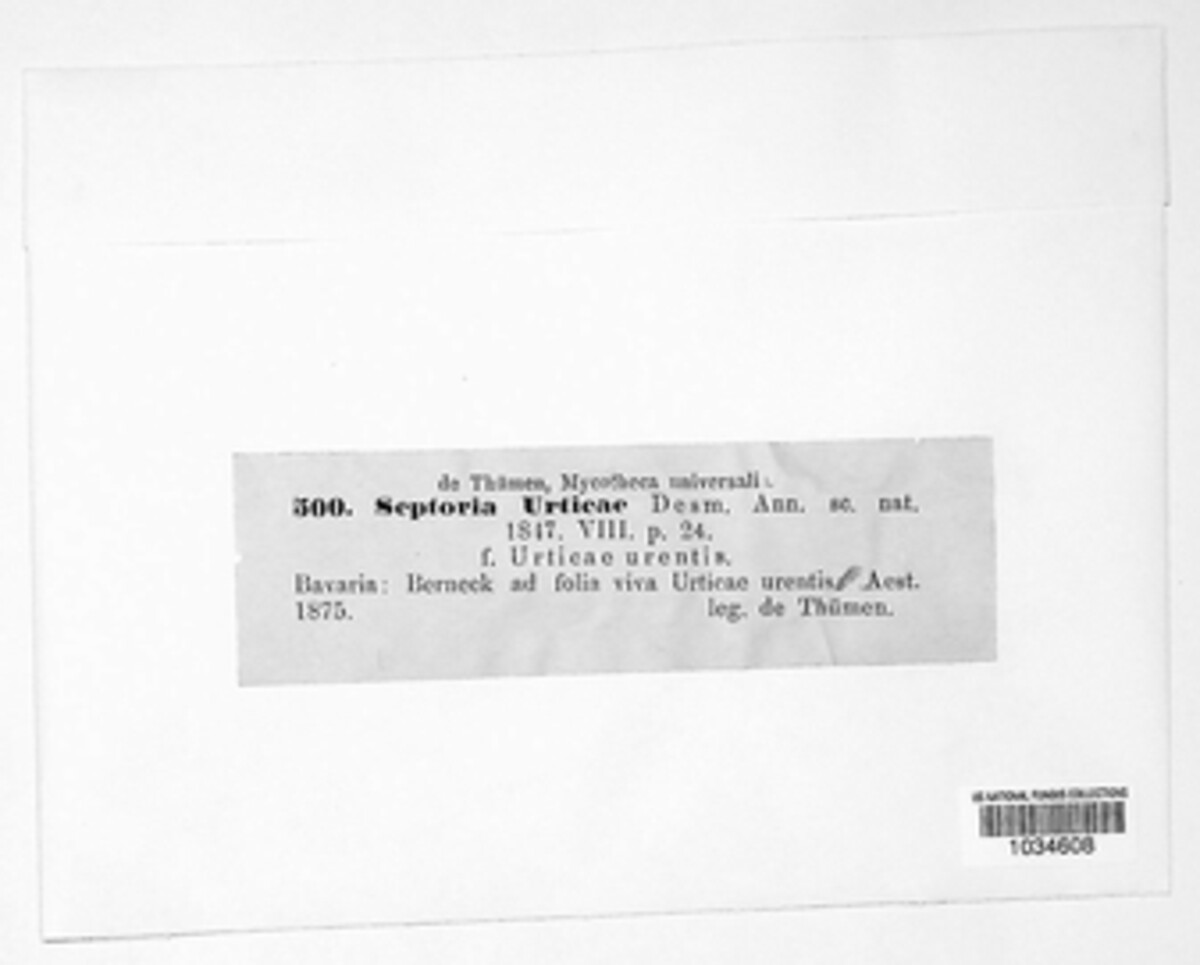 de Thümen, Mycotheca universalis.
500. Septoria Urticae Desm. Ann. sc. nat.
1847. VIII. p. 24.
f. Urticae urentis.
Bavaria: Berneck ad folia viva Urticae urentis. Aest.
1875. leg. de Thümen.
US NATIONAL FUNGUS COLLECTIONS
1034608